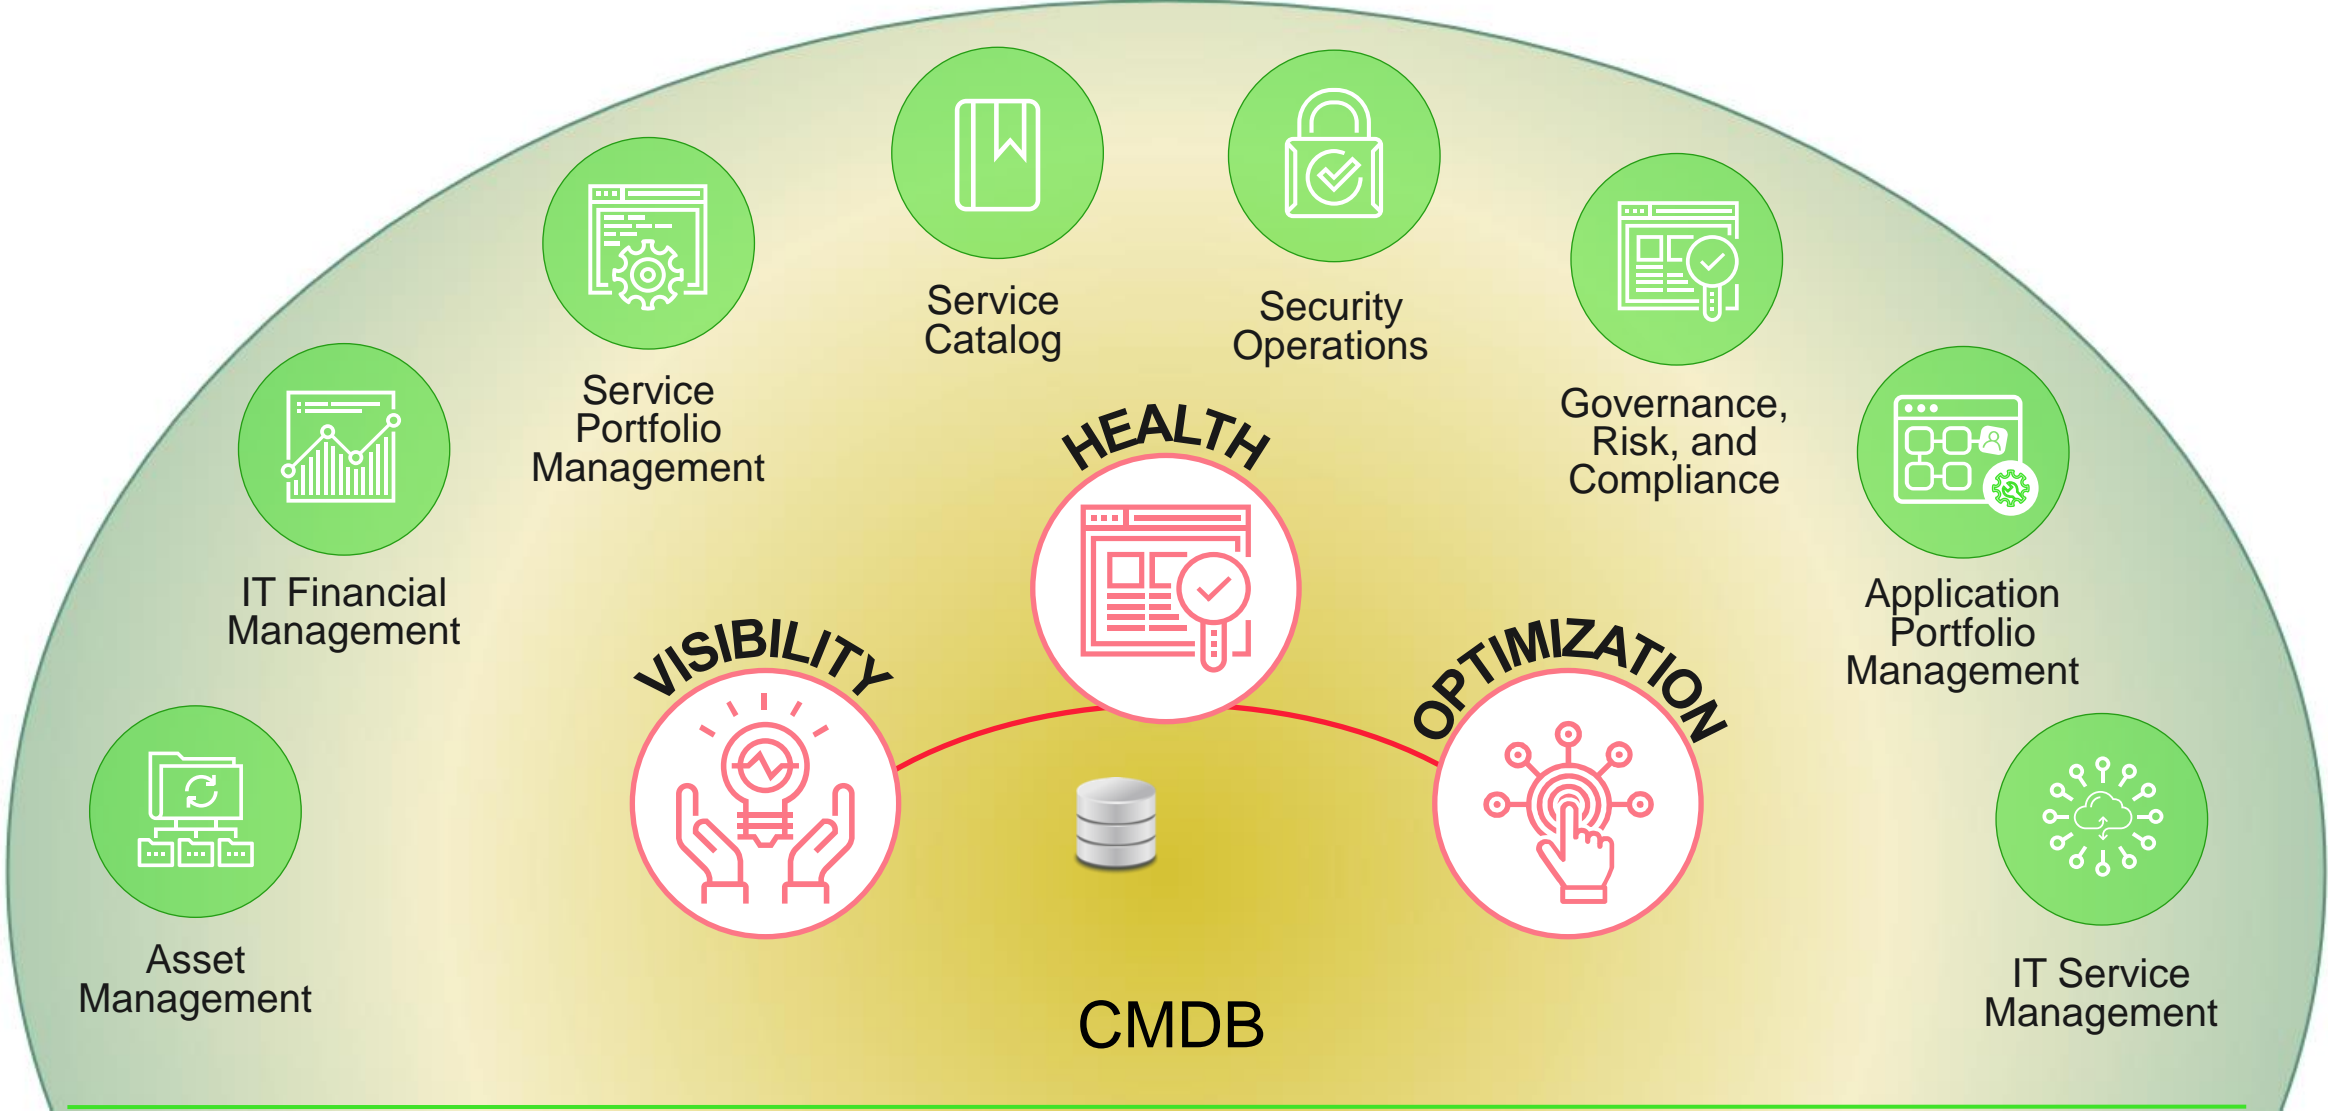 Service
Catalog
Security
Operations
Service
Portfolio
Management
Governance,
Risk, and
Compliance
HEALTH
IT Financial
Management
Application
Portfolio
Management
VISIBILITY
OPTIMIZATION
Asset
Management
IT Service
Management
CMDB